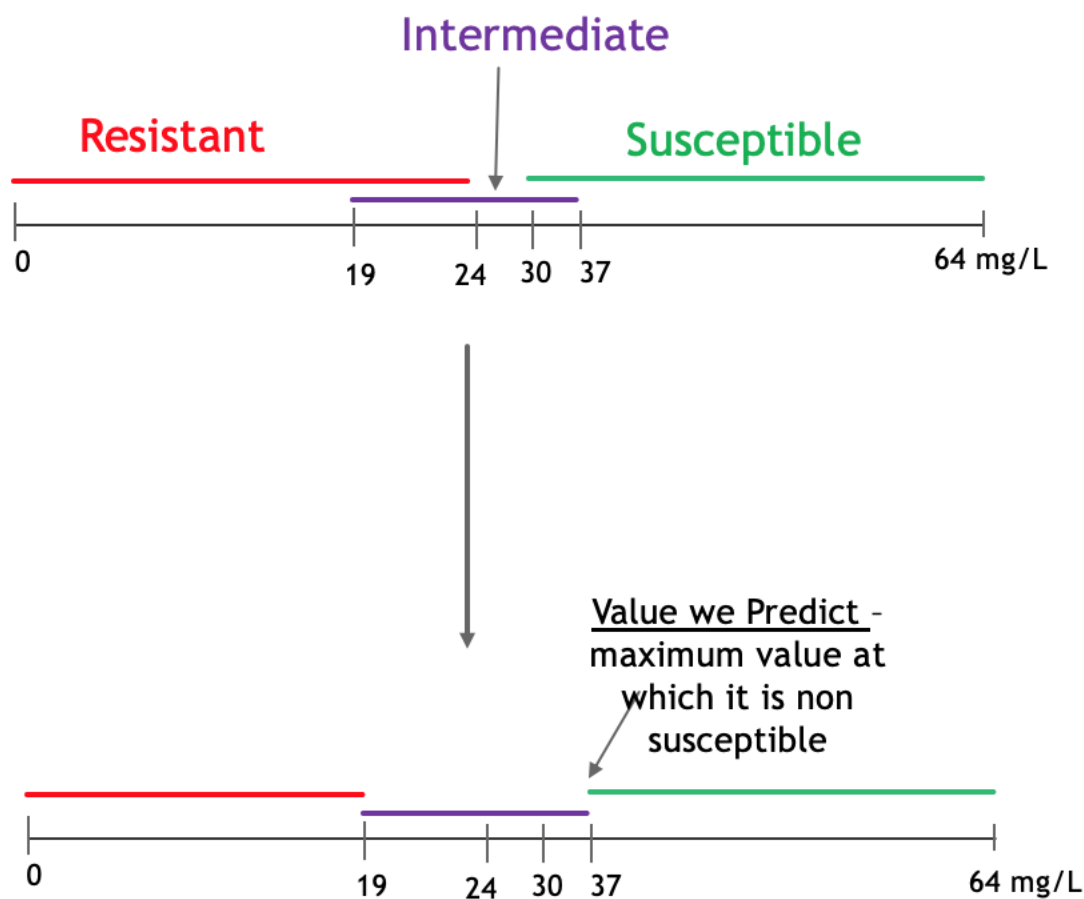 Intermediate
Resistant
Susceptible
0
19
24
30
37
64 mg/L
Value we Predict –
maximum value at
which it is non
susceptible
0
19
24
30
37
64 mg/L